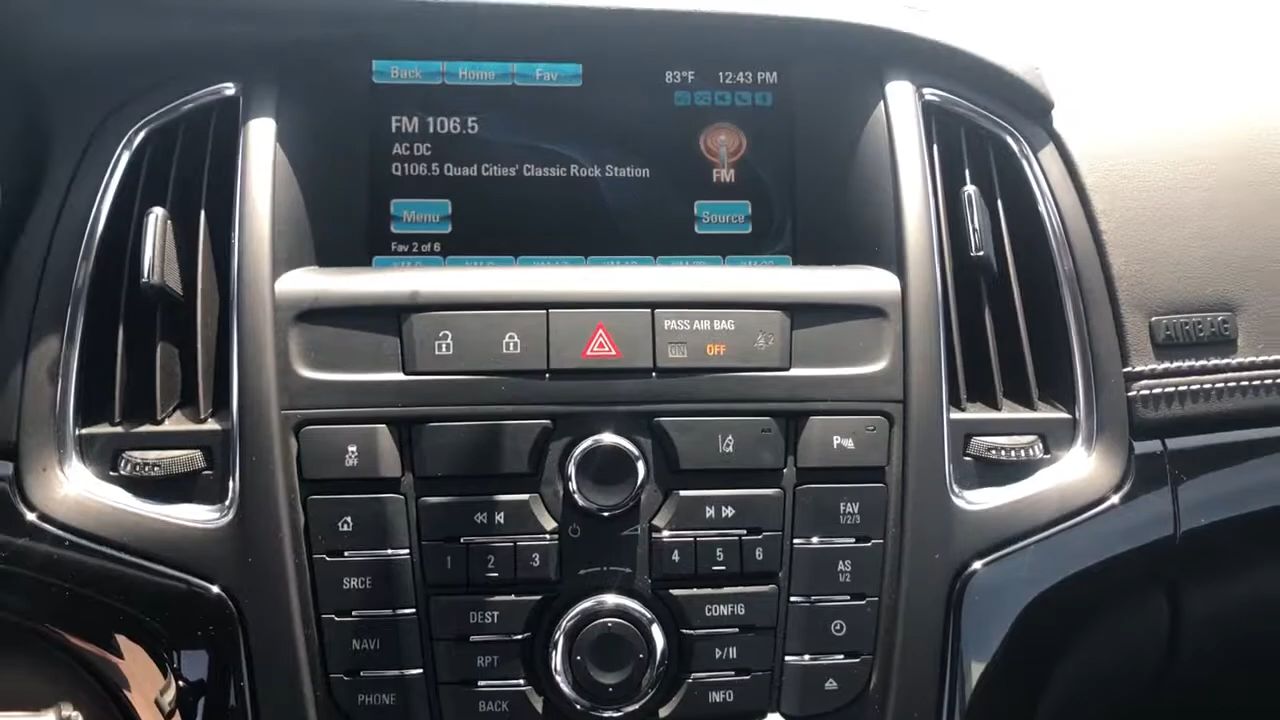 Back Home Fav
83°F 12:43 PM
FM 106.5
AC DC
Q106.5 Quad Cities' Classic Rock Station
FM
Menu
Source
Fav 2 of 6
PASS AIR BAG
ON OFF
AIRBAG
OFF
FAV
1/2/3
1 2 3
4 5 6
AS
1/2
SRCE
DEST
CONFIG
NAVI
RPT
PHONE
BACK
INFO